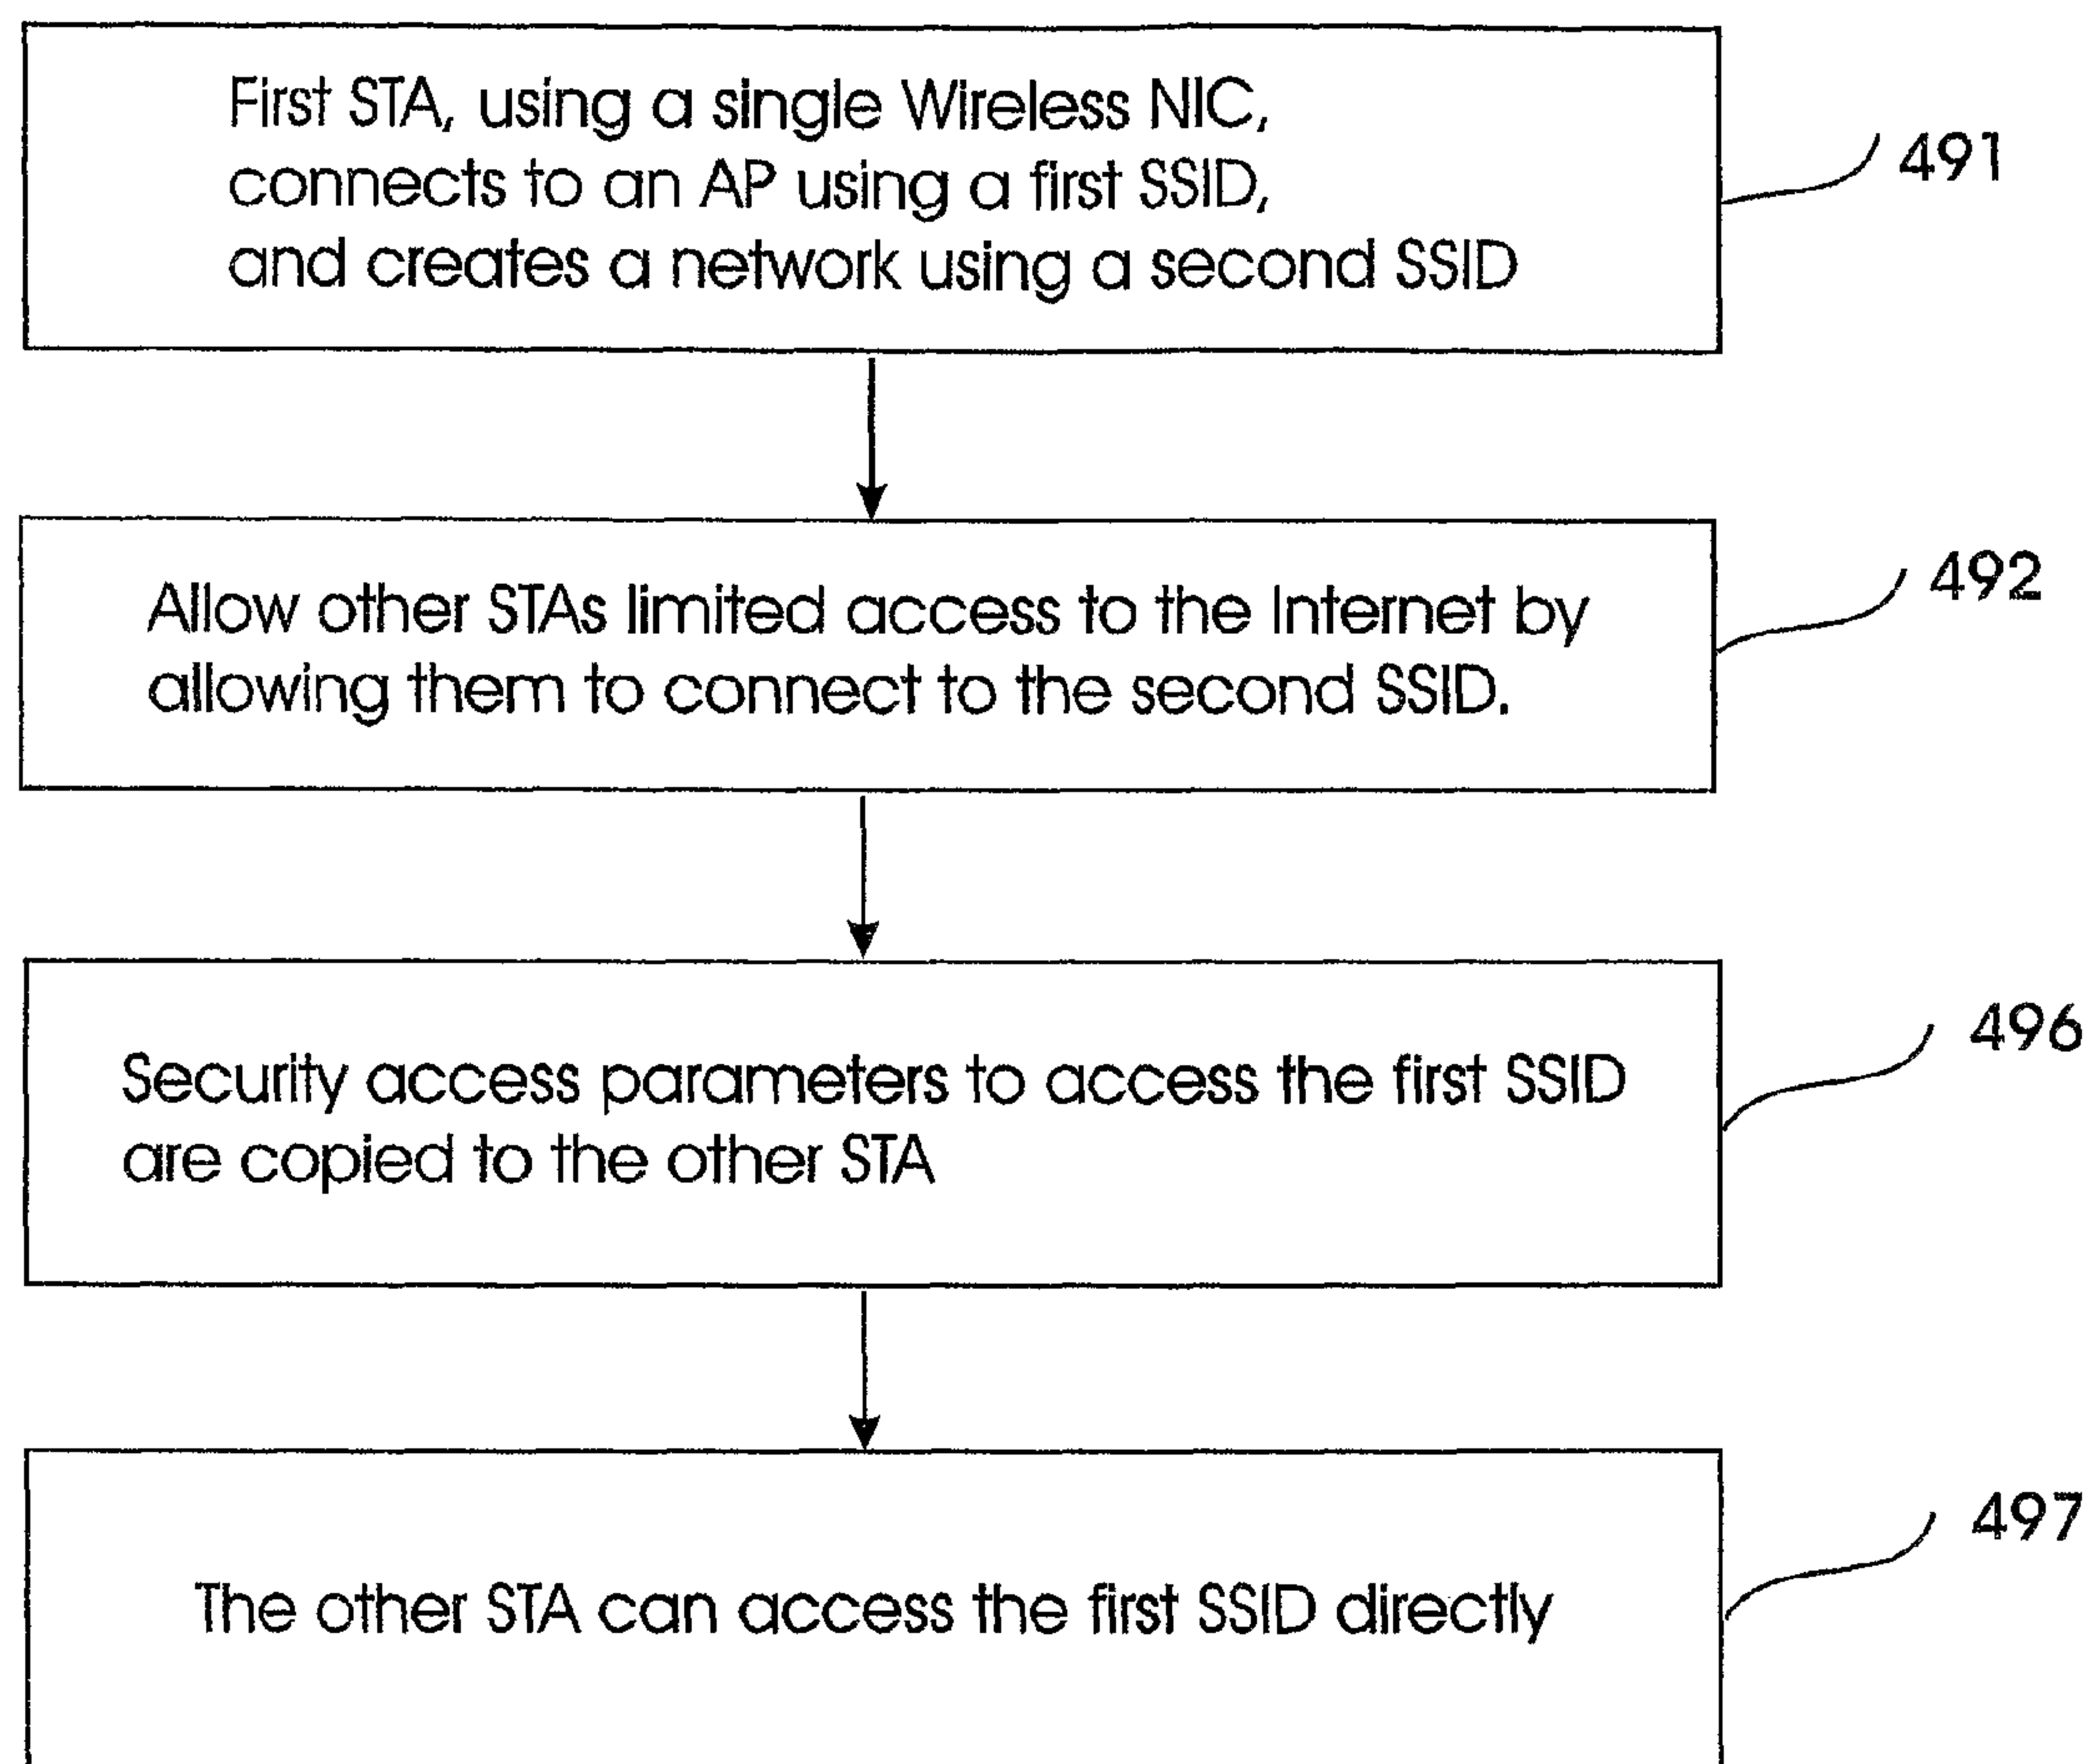 First STA, using a single Wireless NIC,
connects to an AP using a first SSID,
and creates a network using a second SSID
491
Allow other STAs limited access to the Internet by
allowing them to connect to the second SSID.
492
Security access parameters to access the first SSID
are copied to the other STA
496
The other STA can access the first SSID directly
497